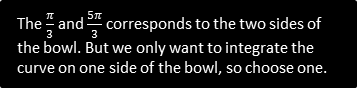 The π/3 and 5π/3 corresponds to the two sides of
the bowl. But we only want to integrate the
curve on one side of the bowl, so choose one.